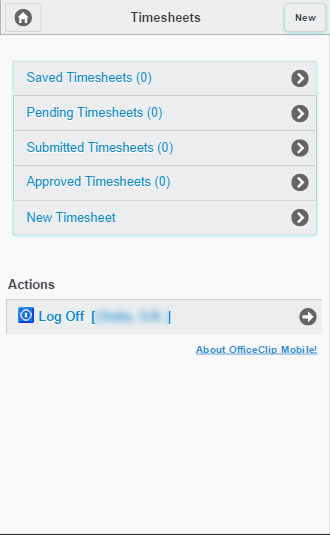 Timesheets
New
Saved Timesheets (0)
Pending Timesheets (0)
Submitted Timesheets (0)
Approved Timesheets (0)
New Timesheet
Actions
Log Off [
About OfficeClip Mobile!